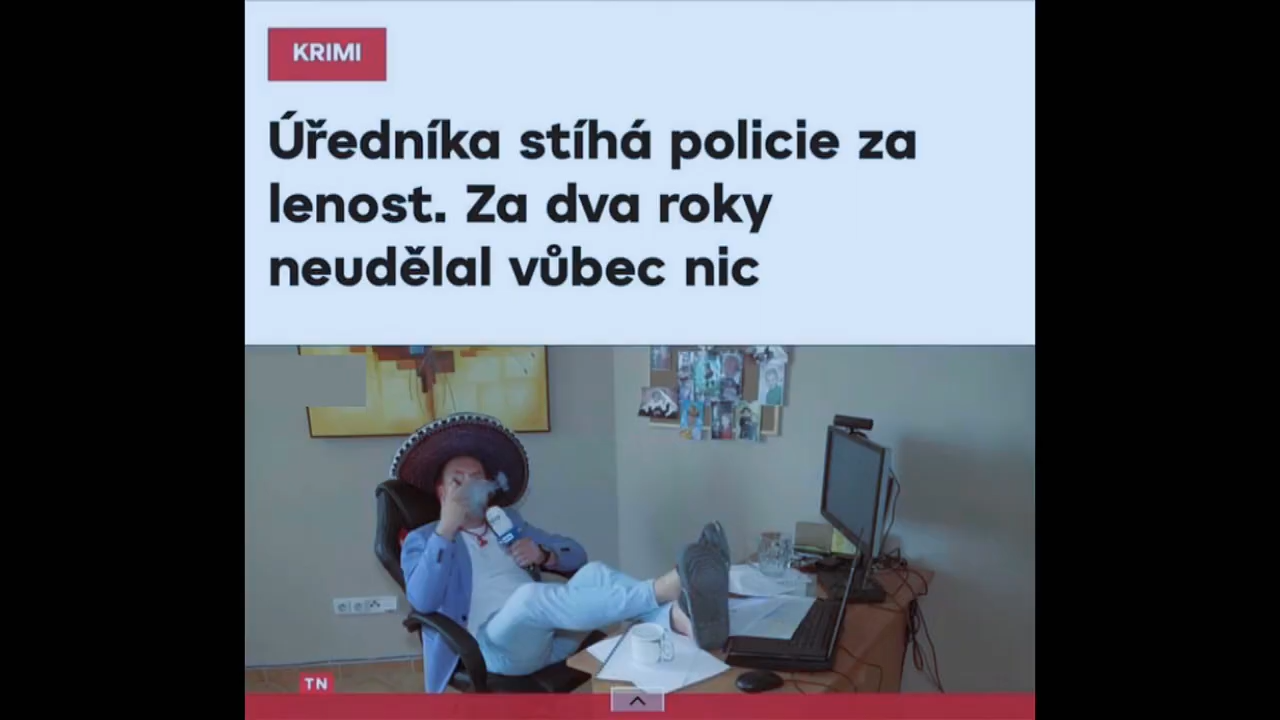 KRIMI
Úředníka stíhá policie za
lenost. Za dva roky
neudělal vůbec nic
TN